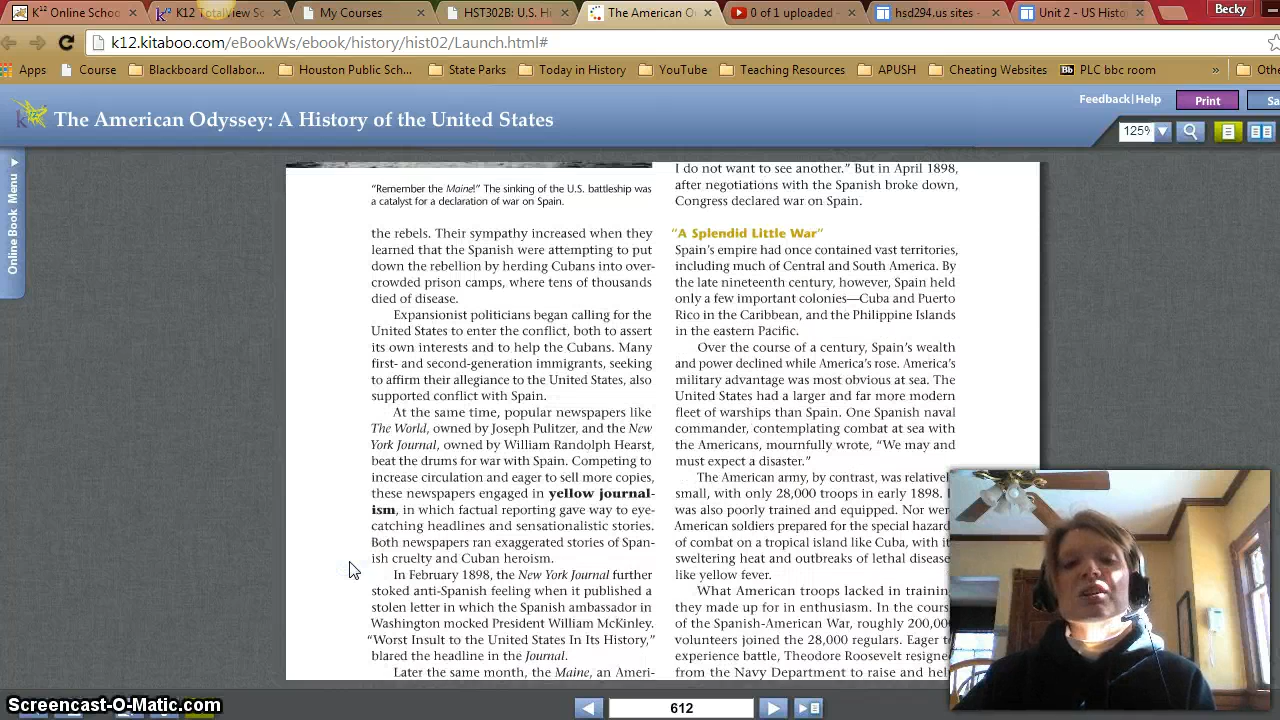 K¹² Online School
K12 TotalView Sc
My Courses
HST302B: U.S. Hi
The American O
0 of 1 uploaded -
hsd294.us sites -
Unit 2 - US Histo
Becky
k12.kitaboo.com/eBookWs/ebook/history/hist02/Launch.html#
Apps
Course
Blackboard Collabor...
Houston Public Sch...
State Parks
Today in History
YouTube
Teaching Resources
APUSH
Cheating Websites
Bb PLC bbc room
»
Othe
The American Odyssey: A History of the United States
Feedback|Help
Print
Sa
125%
Online Book Menu
"Remember the Maine!" The sinking of the U.S. battleship was
a catalyst for a declaration of war on Spain.
the rebels. Their sympathy increased when they
learned that the Spanish were attempting to put
down the rebellion by herding Cubans into over-
crowded prison camps, where tens of thousands
died of disease.
Expansionist politicians began calling for the
United States to enter the conflict, both to assert
its own interests and to help the Cubans. Many
first- and second-generation immigrants, seeking
to affirm their allegiance to the United States, also
supported conflict with Spain.
At the same time, popular newspapers like
The World, owned by Joseph Pulitzer, and the New
York Journal, owned by William Randolph Hearst,
beat the drums for war with Spain. Competing to
increase circulation and eager to sell more copies,
these newspapers engaged in yellow journal-
ism, in which factual reporting gave way to eye-
catching headlines and sensationalistic stories.
Both newspapers ran exaggerated stories of Span-
ish cruelty and Cuban heroism.
In February 1898, the New York Journal further
stoked anti-Spanish feeling when it published a
stolen letter in which the Spanish ambassador in
Washington mocked President William McKinley.
"Worst Insult to the United States In Its History,"
blared the headline in the Journal.
Later the same month, the Maine, an Ameri-
I do not want to see another." But in April 1898,
after negotiations with the Spanish broke down,
Congress declared war on Spain.
"A Splendid Little War"
Spain's empire had once contained vast territories,
including much of Central and South America. By
the late nineteenth century, however, Spain held
only a few important colonies—Cuba and Puerto
Rico in the Caribbean, and the Philippine Islands
in the eastern Pacific.
Over the course of a century, Spain's wealth
and power declined while America's rose. America's
military advantage was most obvious at sea. The
United States had a larger and far more modern
fleet of warships than Spain. One Spanish naval
commander, contemplating combat at sea with
the Americans, mournfully wrote, "We may and
must expect a disaster."
The American army, by contrast, was relativel
small, with only 28,000 troops in early 1898.
was also poorly trained and equipped. Nor wer
American soldiers prepared for the special hazard
of combat on a tropical island like Cuba, with it
sweltering heat and outbreaks of lethal disease
like yellow fever.
What American troops lacked in trainin
they made up for in enthusiasm. In the cours
of the Spanish-American War, roughly 200,00
volunteers joined the 28,000 regulars. Eager t
experience battle, Theodore Roosevelt resigne
from the Navy Department to raise and help
612
Screencast-O-Matic.com